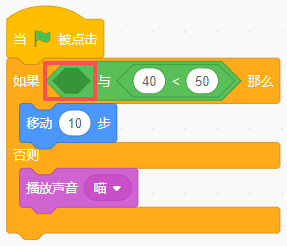 当 被点击
如果 与 40 < 50 那么
移动 10 步
否则
播放声音 喵